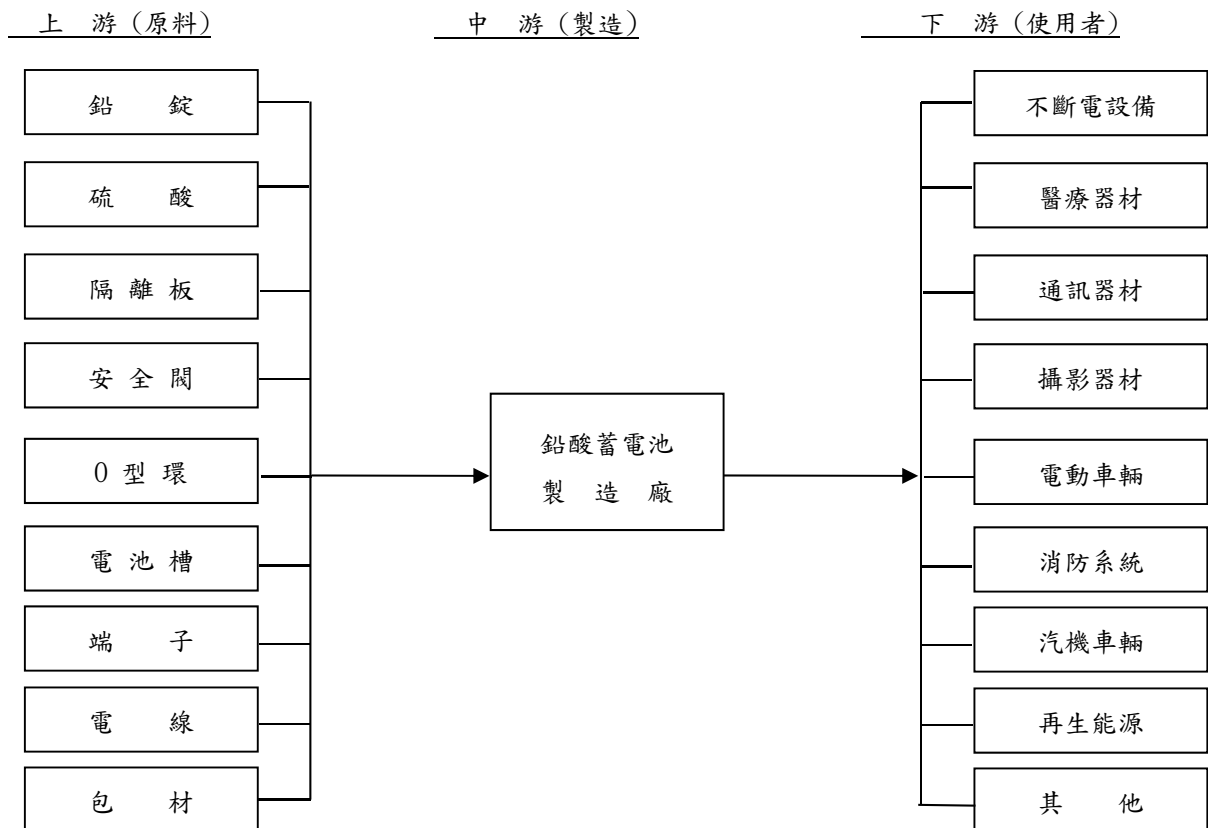 上　游 (原料)
中　游 (製造)
下　游 (使用者)
鉛　錠
硫　酸
隔 離 板
安 全 閥
O 型 環
電 池 槽
端　子
電　線
包　材
鉛酸蓄電池
製 造 廠
不斷電設備
醫療器材
通訊器材
攝影器材
電動車輛
消防系統
汽機車輛
再生能源
其　他